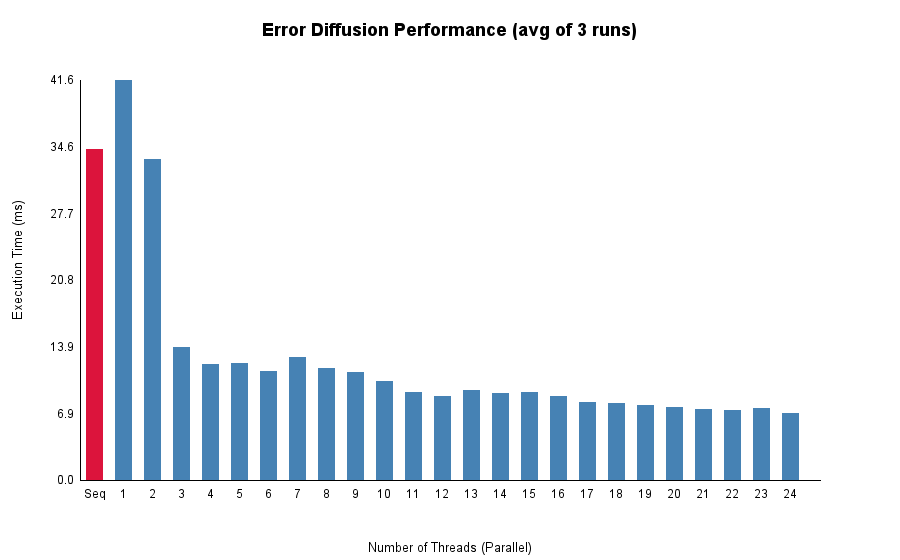 Error Diffusion Performance (avg of 3 runs)
41.6
34.6
27.7
20.8
13.9
6.9
0.0
Execution Time (ms)
Seq 1 2 3 4 5 6 7 8 9 10 11 12 13 14 15 16 17 18 19 20 21 22 23 24
Number of Threads (Parallel)